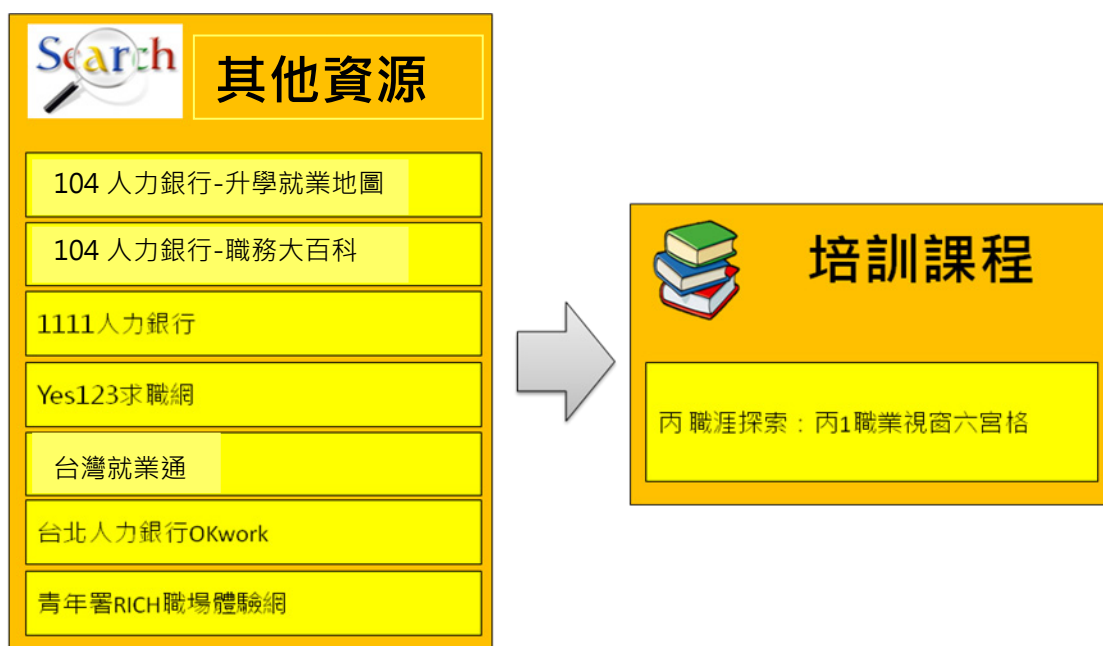 Search
其他資源
104 人力銀行-升學就業地圖
104 人力銀行-職務大百科
1111人力銀行
Yes123求職網
台灣就業通
台北人力銀行OKwork
青年署RICH職場體驗網
培訓課程
丙 職涯探索：丙1職業視窗六宮格